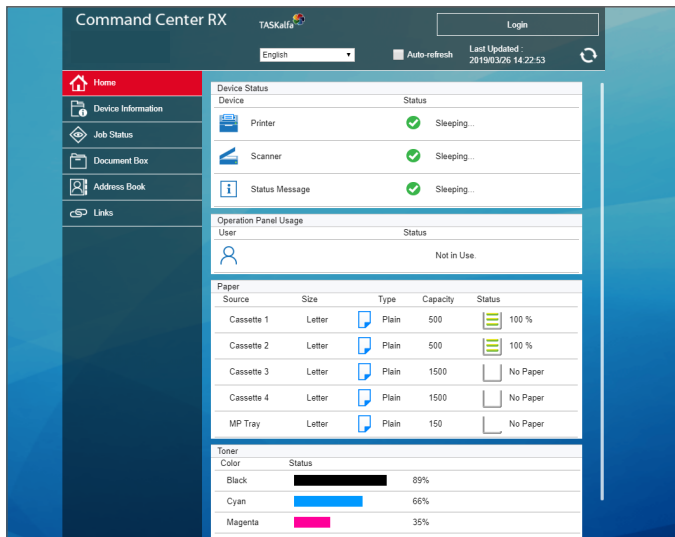 Command Center RX
TASKalfa
Login
English
Auto-refresh
Last Updated :
2019/03/26 14:22:53
Home
Device Information
Job Status
Document Box
Address Book
Links
Device Status
Device Status
Printer Sleeping...
Scanner Sleeping...
i Status Message Sleeping...
Operation Panel Usage
User Status
Not in Use.
Paper
Source Size Type Capacity Status
Cassette 1 Letter Plain 500 100 %
Cassette 2 Letter Plain 500 100 %
Cassette 3 Letter Plain 1500 No Paper
Cassette 4 Letter Plain 1500 No Paper
MP Tray Letter Plain 150 No Paper
Toner
Color Status
Black 89%
Cyan 66%
Magenta 35%